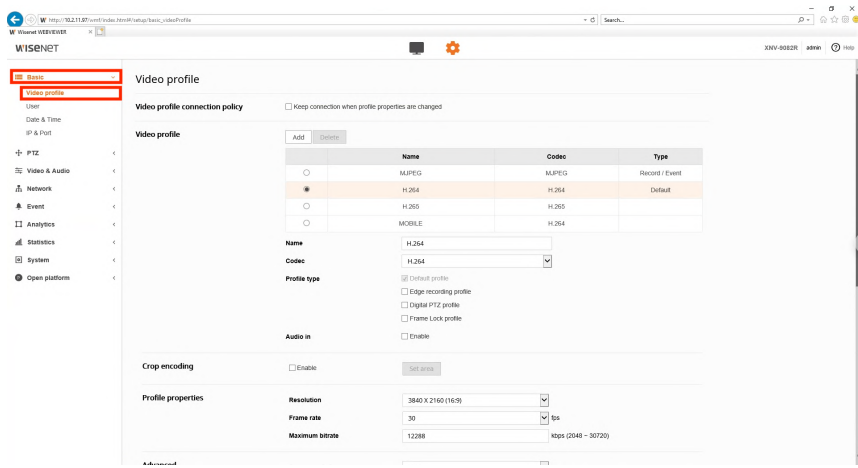 http://10.2.11.97/wmf/index.html#/setup/basic_videoProfile
Search...
Wisenet WEBVIEWER
WISENET
XNV-9082R admin Help
Basic
Video profile
User
Date & Time
IP & Port
PTZ
Video & Audio
Network
Event
Analytics
Statistics
System
Open platform
Video profile
Video profile connection policy
Keep connection when profile properties are changed
Video profile
Add Delete
Name Codec Type
MJPEG MJPEG Record / Event
H.264 H.264 Default
H.265 H.265
MOBILE H.264
Name H.264
Codec H.264
Profile type
Default profile
Edge recording profile
Digital PTZ profile
Frame Lock profile
Audio in Enable
Crop encoding Enable Set area
Profile properties
Resolution 3840 X 2160 (16:9)
Frame rate 30 fps
Maximum bitrate 12288 kbps (2048 ~ 30720)
Advanced